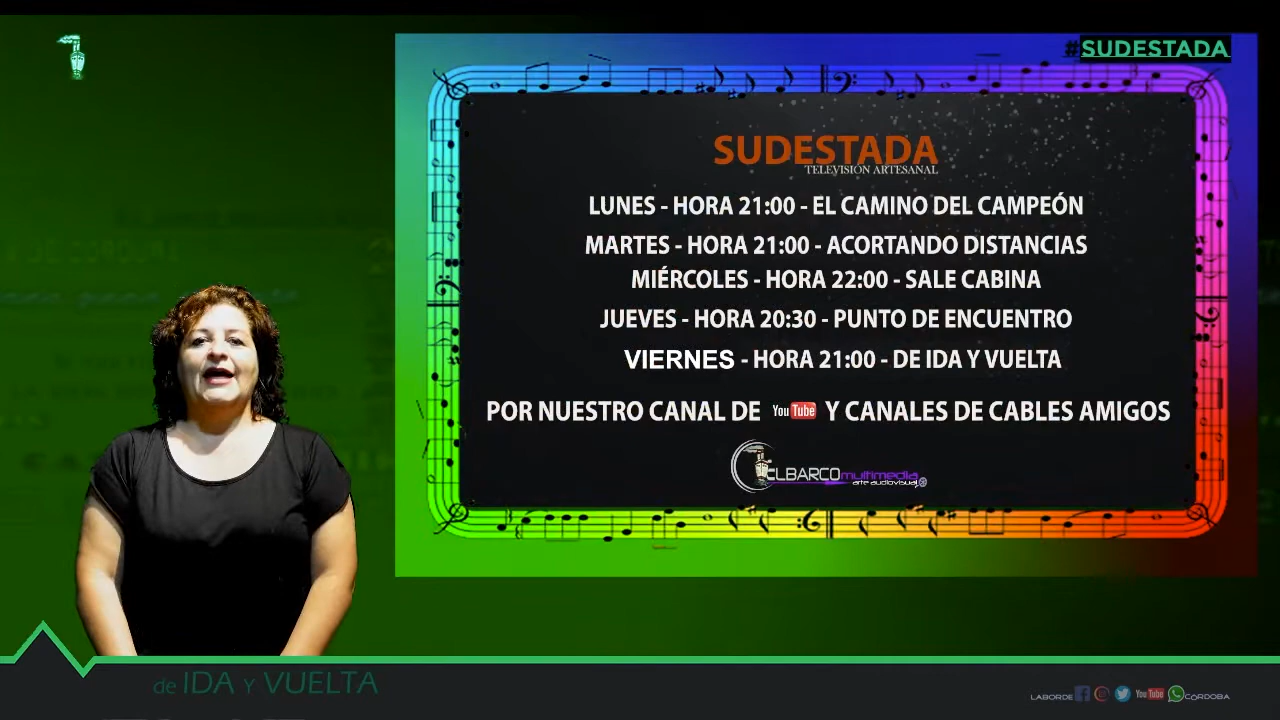 #SUDESTADA
SUDESTADA
TELEVISIÓN ARTESANAL
LUNES - HORA 21:00 - EL CAMINO DEL CAMPEÓN
MARTES - HORA 21:00 - ACORTANDO DISTANCIAS
MIÉRCOLES - HORA 22:00 - SALE CABINA
JUEVES - HORA 20:30 - PUNTO DE ENCUENTRO
VIERNES - HORA 21:00 - DE IDA Y VUELTA
POR NUESTRO CANAL DE YouTube Y CANALES DE CABLES AMIGOS
ELBARCOmultimedia
arte audiovisual
de IDA Y VUELTA
LABORDE YouTube CÓRDOBA